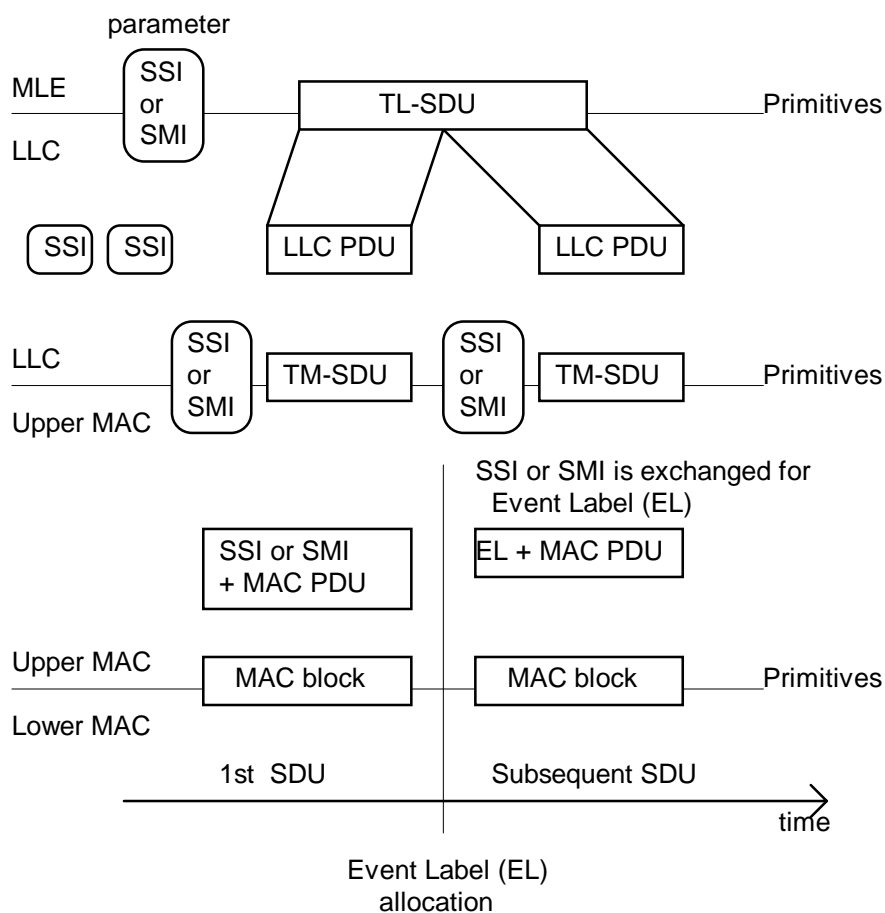 parameter
MLE
SSI
or
SMI
TL-SDU
Primitives
LLC
SSI
SSI
LLC PDU
LLC PDU
LLC
SSI
or
SMI
TM-SDU
SSI
or
SMI
TM-SDU
Primitives
Upper MAC
SSI or SMI is exchanged for
Event Label (EL)
SSI or SMI
+ MAC PDU
EL + MAC PDU
Upper MAC
MAC block
MAC block
Primitives
Lower MAC
1st SDU
Subsequent SDU
time
Event Label (EL)
allocation